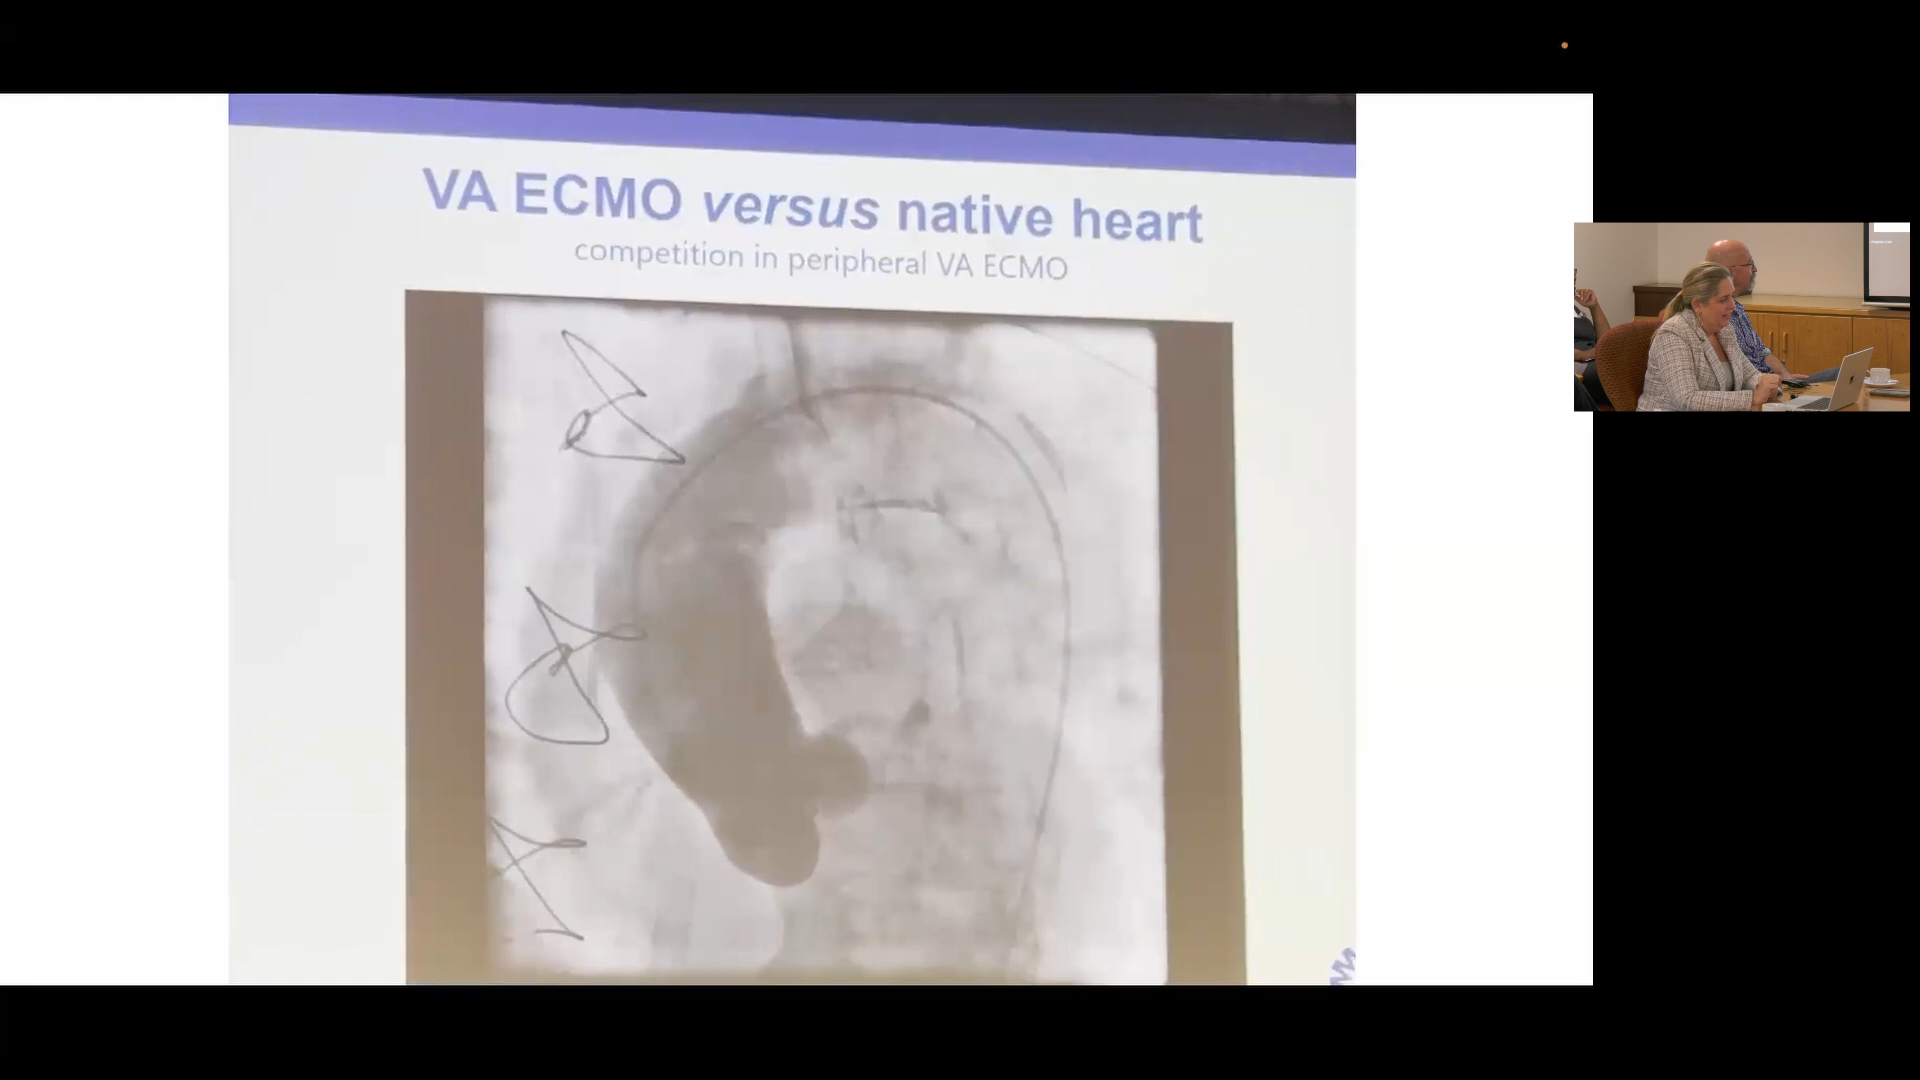 VA ECMO versus native heart
competition in peripheral VA ECMO